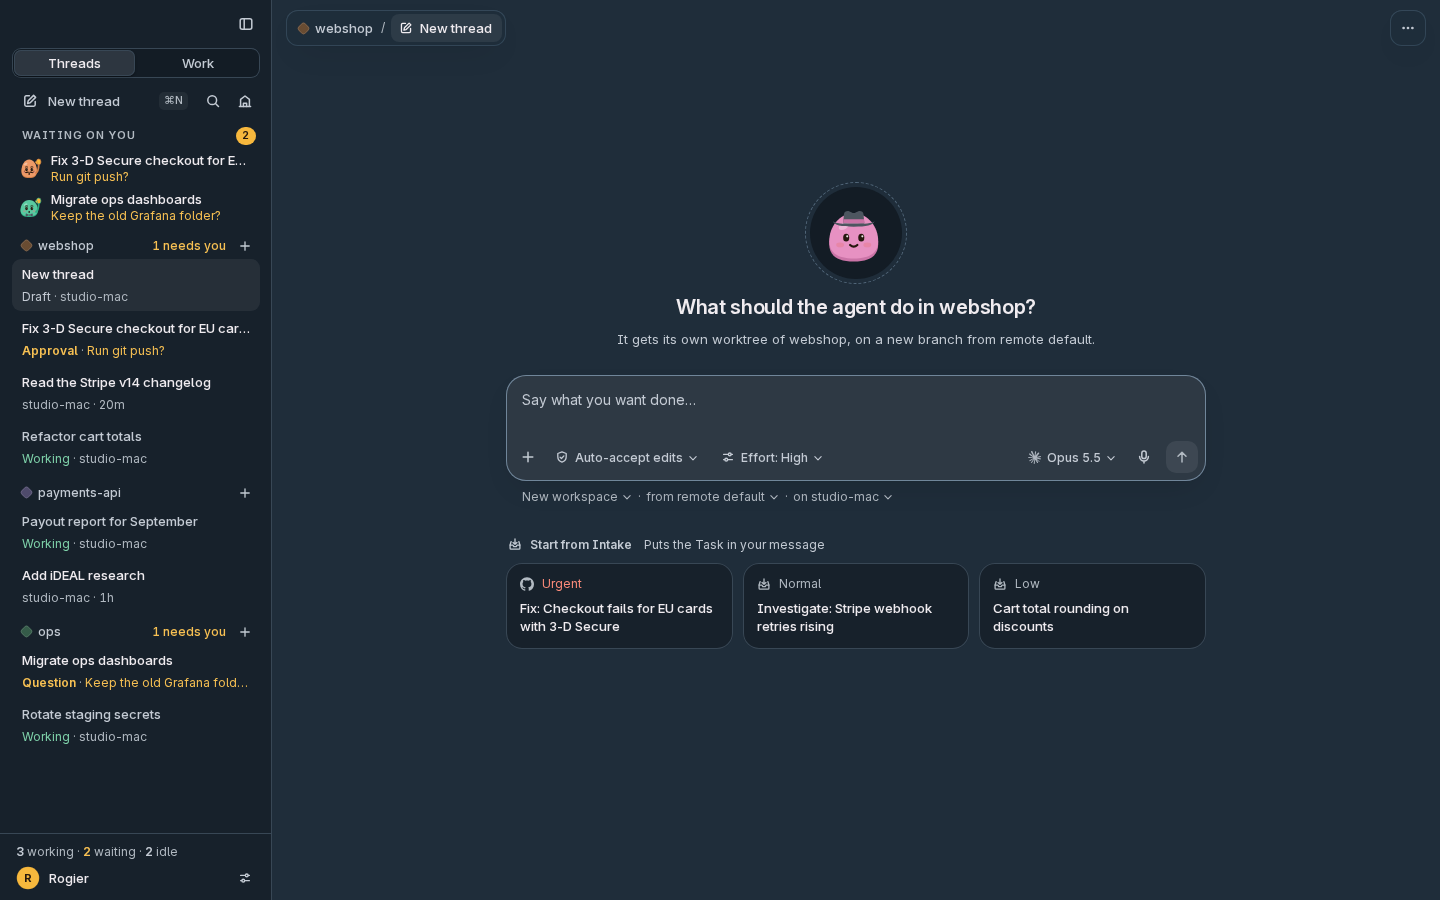 Threads
Work
New thread
⌘N
WAITING ON YOU
2
Fix 3-D Secure checkout for E…
Run git push?
Migrate ops dashboards
Keep the old Grafana folder?
webshop
1 needs you
New thread
Draft · studio-mac
Fix 3-D Secure checkout for EU car…
Approval · Run git push?
Read the Stripe v14 changelog
studio-mac · 20m
Refactor cart totals
Working · studio-mac
payments-api
Payout report for September
Working · studio-mac
Add iDEAL research
studio-mac · 1h
ops
1 needs you
Migrate ops dashboards
Question · Keep the old Grafana fold…
Rotate staging secrets
Working · studio-mac
3 working · 2 waiting · 2 idle
R
Rogier
webshop / New thread
What should the agent do in webshop?
It gets its own worktree of webshop, on a new branch from remote default.
Say what you want done…
Auto-accept edits
Effort: High
Opus 5.5
New workspace · from remote default · on studio-mac
Start from Intake
Puts the Task in your message
Urgent
Fix: Checkout fails for EU cards
with 3-D Secure
Normal
Investigate: Stripe webhook
retries rising
Low
Cart total rounding on
discounts